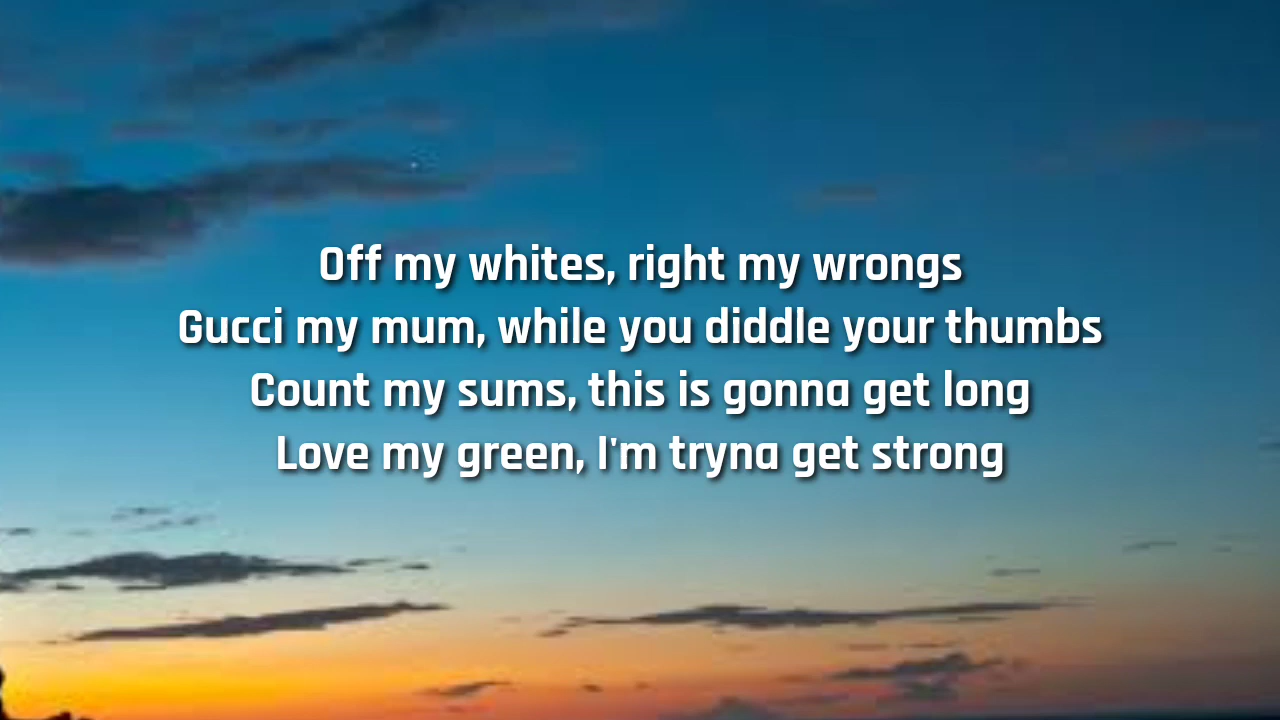 Off my whites, right my wrongs
Gucci my mum, while you diddle your thumbs
Count my sums, this is gonna get long
Love my green, I'm tryna get strong